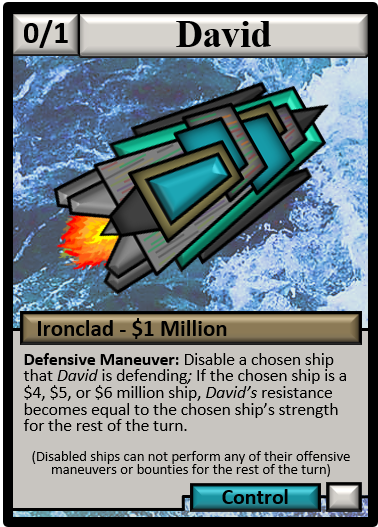 0/1
David
Ironclad - $1 Million
Defensive Maneuver: Disable a chosen ship
that David is defending; If the chosen ship is a
$4, $5, or $6 million ship, David's resistance
becomes equal to the chosen ship's strength
for the rest of the turn.
(Disabled ships can not perform any of their offensive
maneuvers or bounties for the rest of the turn)
Control